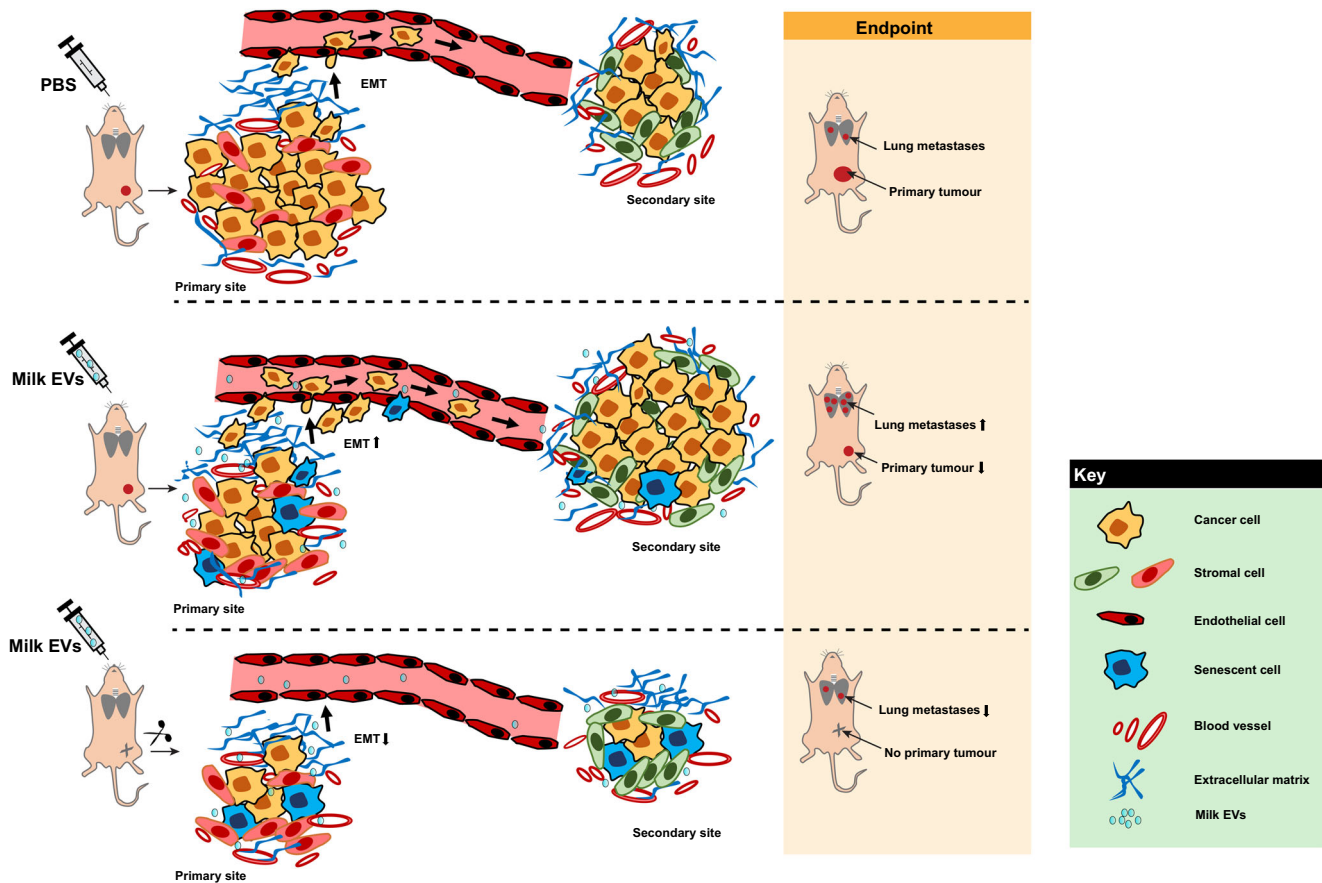 Endpoint
PBS
EMT
Lung metastases
Primary tumour
Secondary site
Primary site
Milk EVs
EMT⬆
Lung metastases⬆
Primary tumour⬇
Secondary site
Primary site
Milk EVs
EMT⬇
Lung metastases⬇
No primary tumour
Secondary site
Primary site
Key
Cancer cell
Stromal cell
Endothelial cell
Senescent cell
Blood vessel
Extracellular matrix
Milk EVs